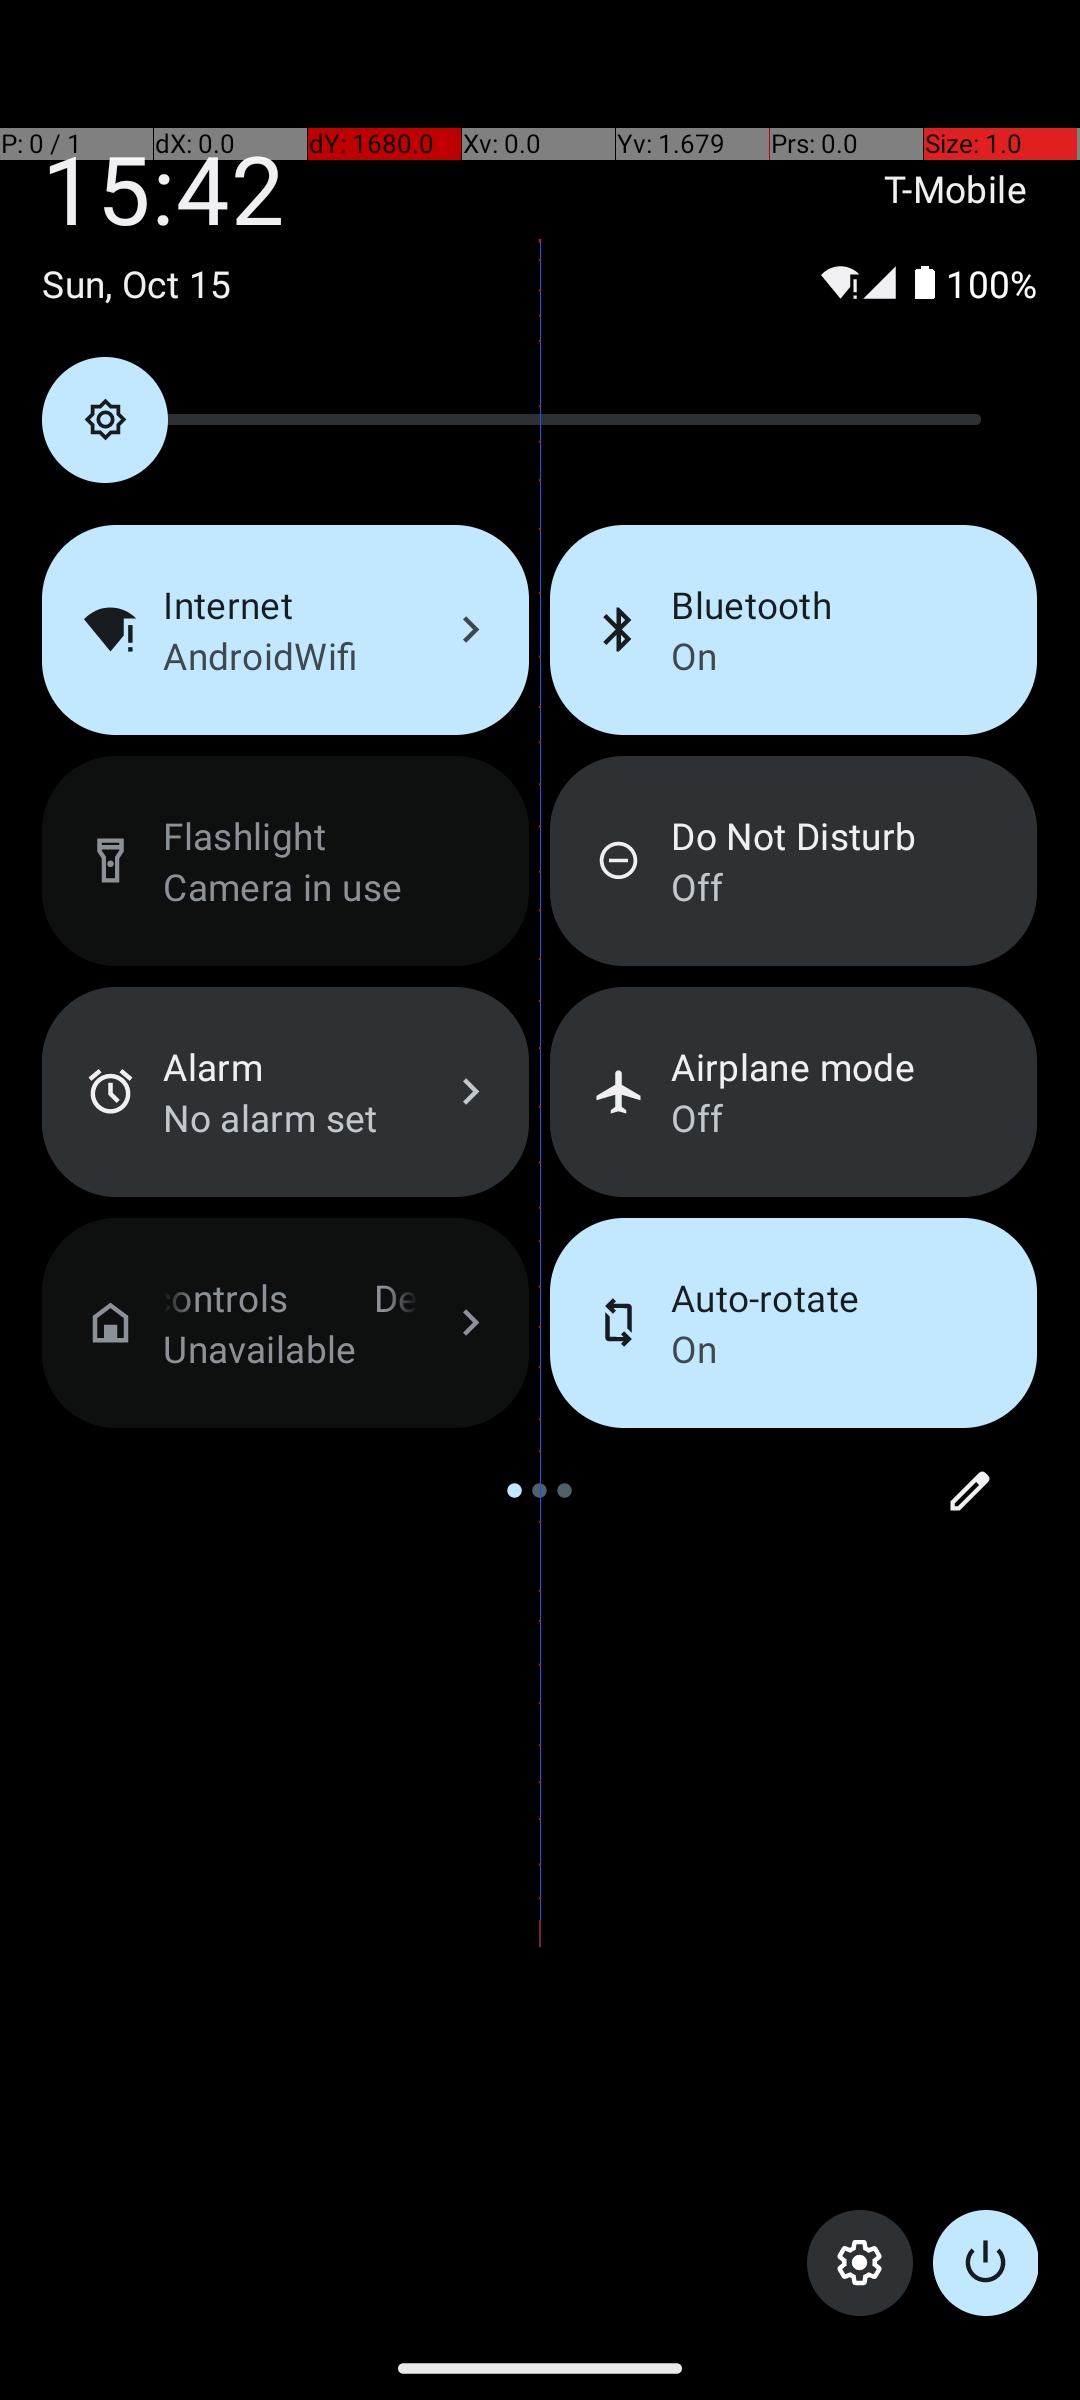 P: 0 / 1 dX: 0.0 dY: 1680.0 Xv: 0.0 Yv: 1.679 Prs: 0.0 Size: 1.0
15:42 T-Mobile
Sun, Oct 15 100%
Internet
AndroidWifi
Bluetooth
On
Flashlight
Camera in use
Do Not Disturb
Off
Alarm
No alarm set
Airplane mode
Off
controls De
Unavailable
Auto-rotate
On